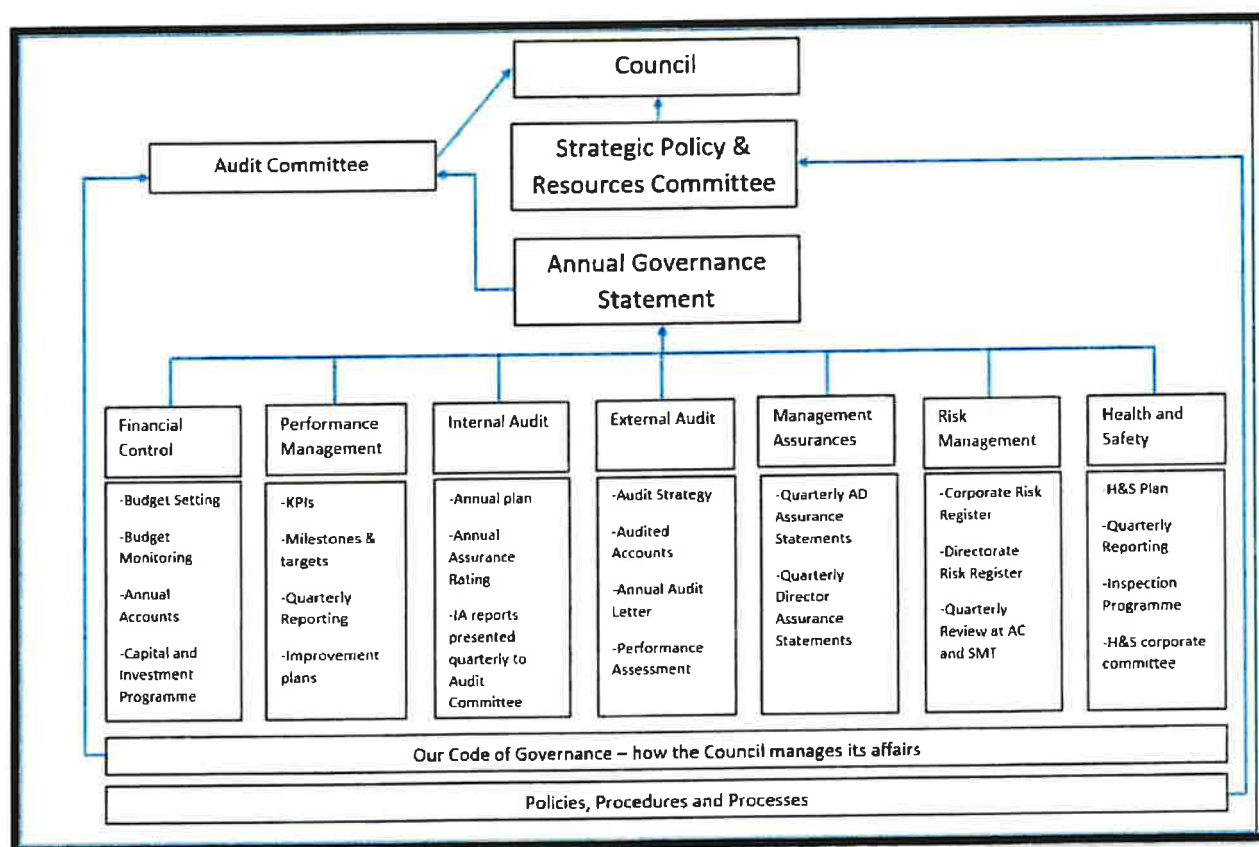 Council
Audit Committee
Strategic Policy &
Resources Committee
Annual Governance
Statement
Financial
Control
Performance
Management
Internal Audit
External Audit
Management
Assurances
Risk
Management
Health and
Safety
-Budget Setting
-Budget
Monitoring
-Annual
Accounts
-Capital and
Investment
Programme
-KPIs
-Milestones &
targets
-Quarterly
Reporting
-Improvement
plans
-Annual plan
-Annual
Assurance
Rating
-IA reports
presented
quarterly to
Audit
Committee
-Audit Strategy
-Audited
Accounts
-Annual Audit
Letter
-Performance
Assessment
-Quarterly AD
Assurance
Statements
-Quarterly
Director
Assurance
Statements
-Corporate Risk
Register
-Directorate
Risk Register
-Quarterly
Review at AC
and SMT
-H&S Plan
-Quarterly
Reporting
-Inspection
Programme
-H&S corporate
committee
Our Code of Governance – how the Council manages its affairs
Policies, Procedures and Processes